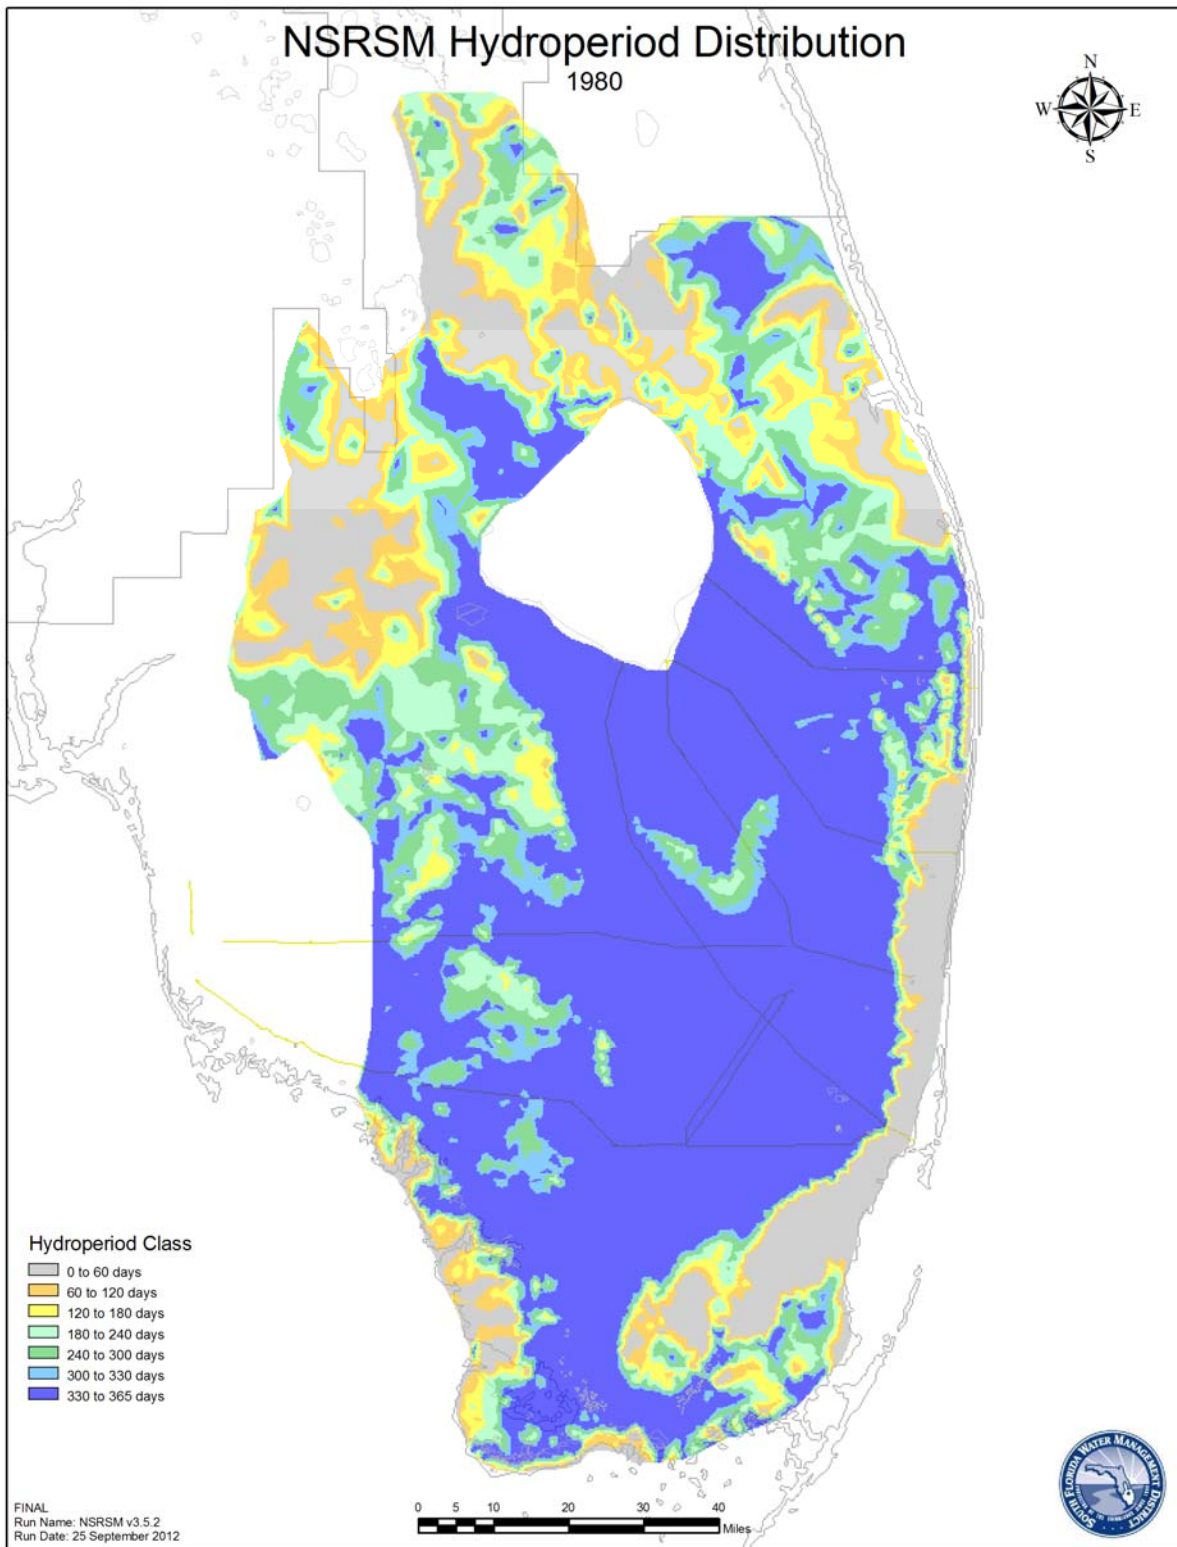 NSRSM Hydroperiod Distribution
1980
N
W E
S
Hydroperiod Class
0 to 60 days
60 to 120 days
120 to 180 days
180 to 240 days
240 to 300 days
300 to 330 days
330 to 365 days
FINAL
Run Name: NSRSM v3.5.2
Run Date: 25 September 2012
0 5 10 20 30 40
Miles
SOUTH FLORIDA WATER MANAGEMENT DISTRICT